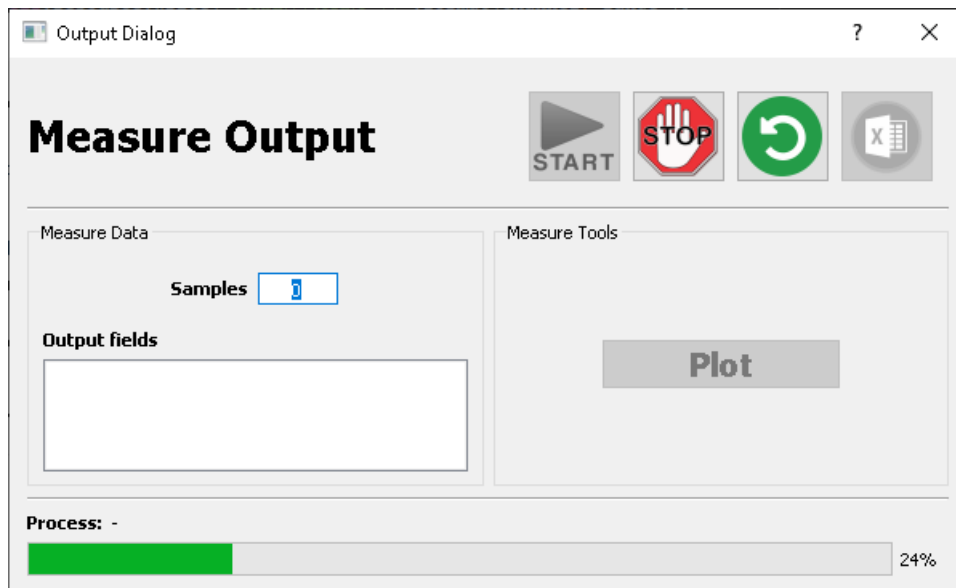 Output Dialog
?
Measure Output
START
STOP
X
Measure Data
Samples 0
Output fields
Measure Tools
Plot
Process: -
24%